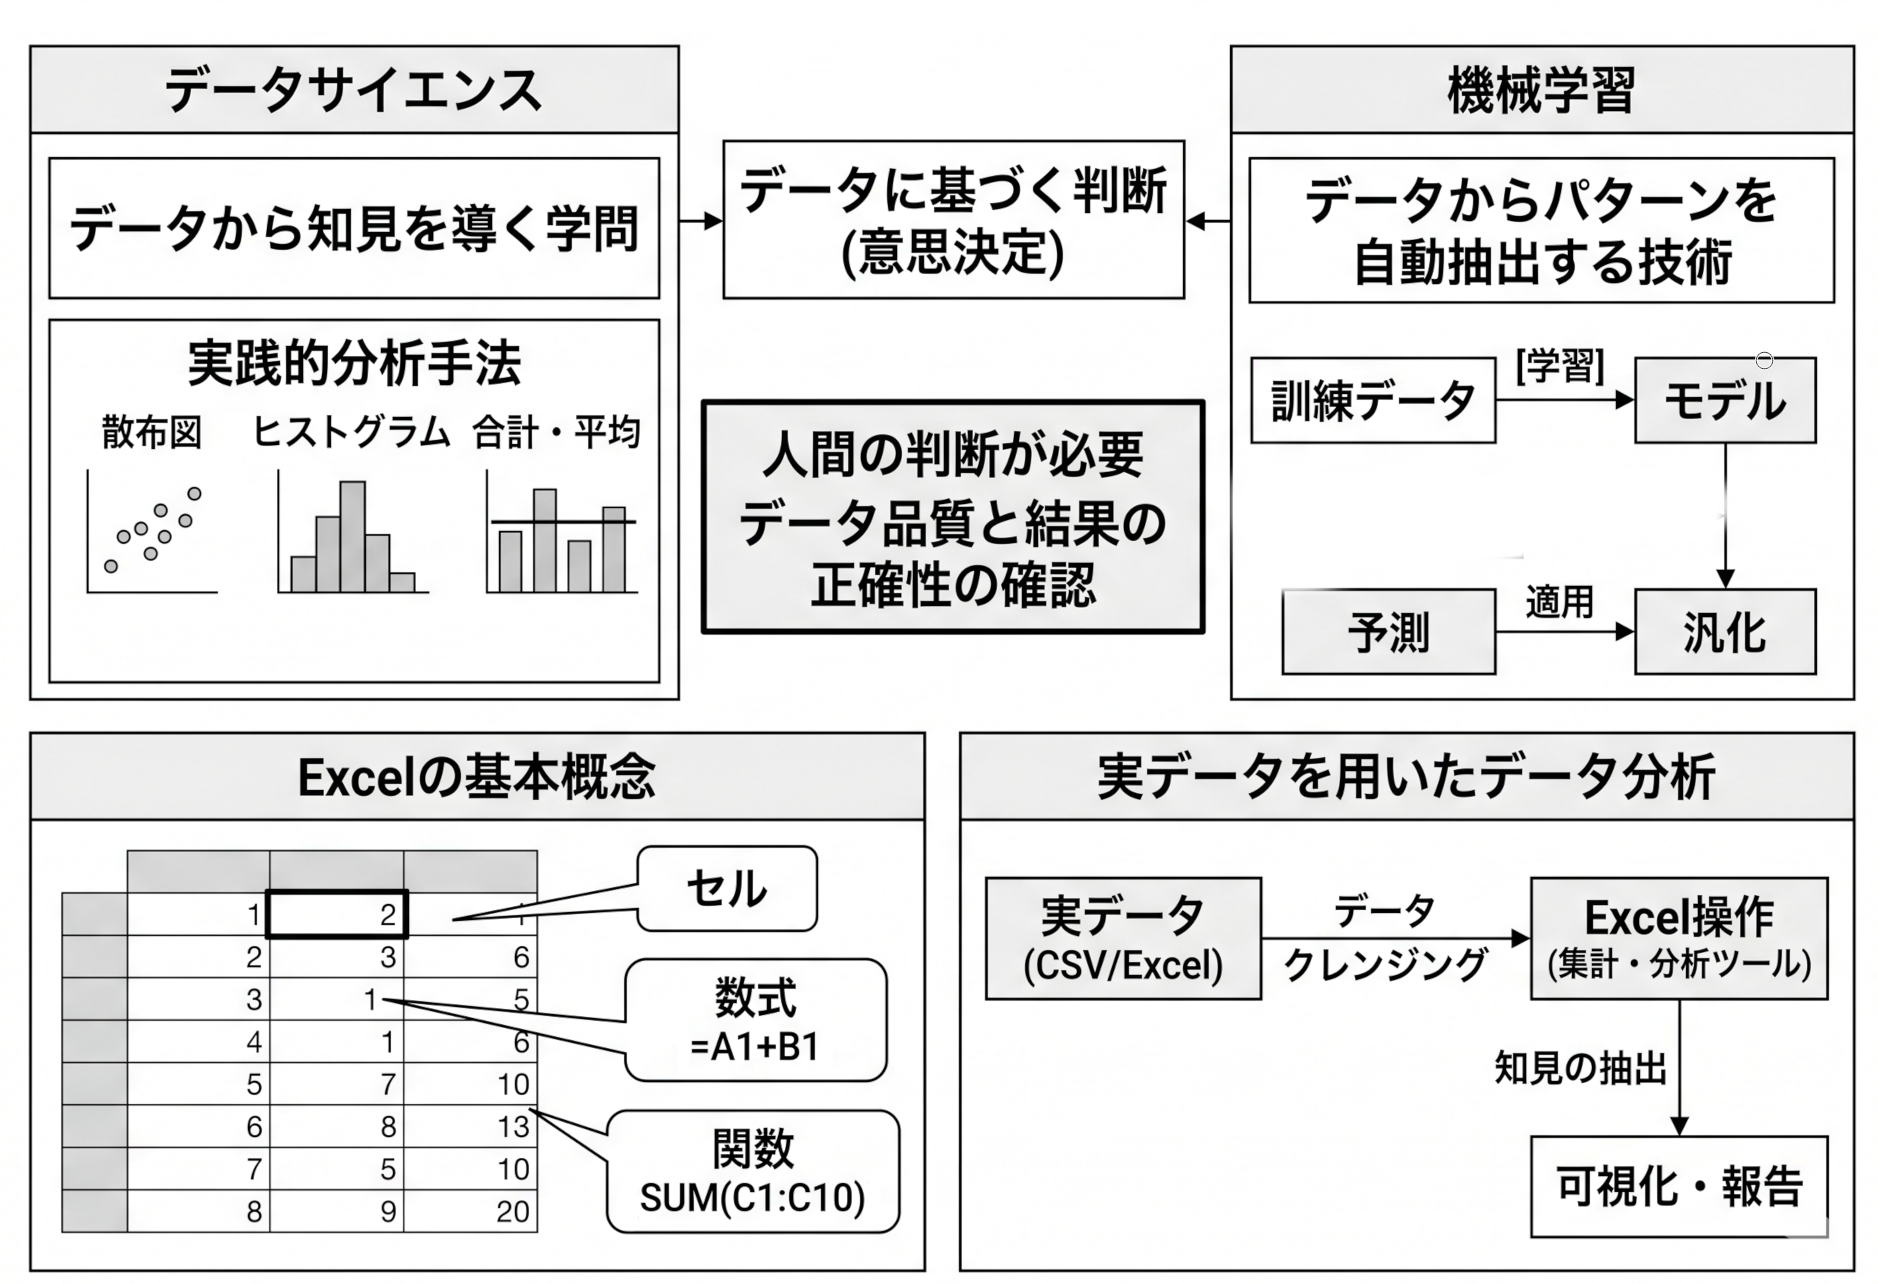 データサイエンス
データから知見を導く学問
実践的分析手法
散布図 ヒストグラム 合計・平均
データに基づく判断
(意思決定)
人間の判断が必要
データ品質と結果の
正確性の確認
機械学習
データからパターンを
自動抽出する技術
訓練データ
[学習]
モデル
予測
適用
汎化
Excelの基本概念
1 2
2 3 6
3 1 5
4 1 6
5 7 10
6 8 13
7 5 10
8 9 20
セル
数式
=A1+B1
関数
SUM(C1:C10)
実データを用いたデータ分析
実データ
(CSV/Excel)
データ
クレンジング
Excel操作
(集計・分析ツール)
知見の抽出
可視化・報告